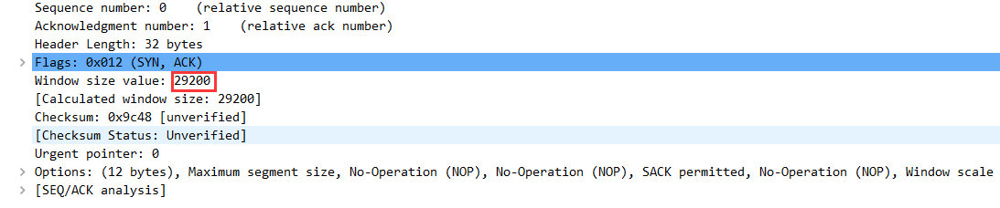 Sequence number: 0    (relative sequence number)
Acknowledgment number: 1    (relative ack number)
Header Length: 32 bytes
Flags: 0x012 (SYN, ACK)
Window size value: 29200
[Calculated window size: 29200]
Checksum: 0x9c48 [unverified]
[Checksum Status: Unverified]
Urgent pointer: 0
Options: (12 bytes), Maximum segment size, No-Operation (NOP), No-Operation (NOP), SACK permitted, No-Operation (NOP), Window scale
[SEQ/ACK analysis]